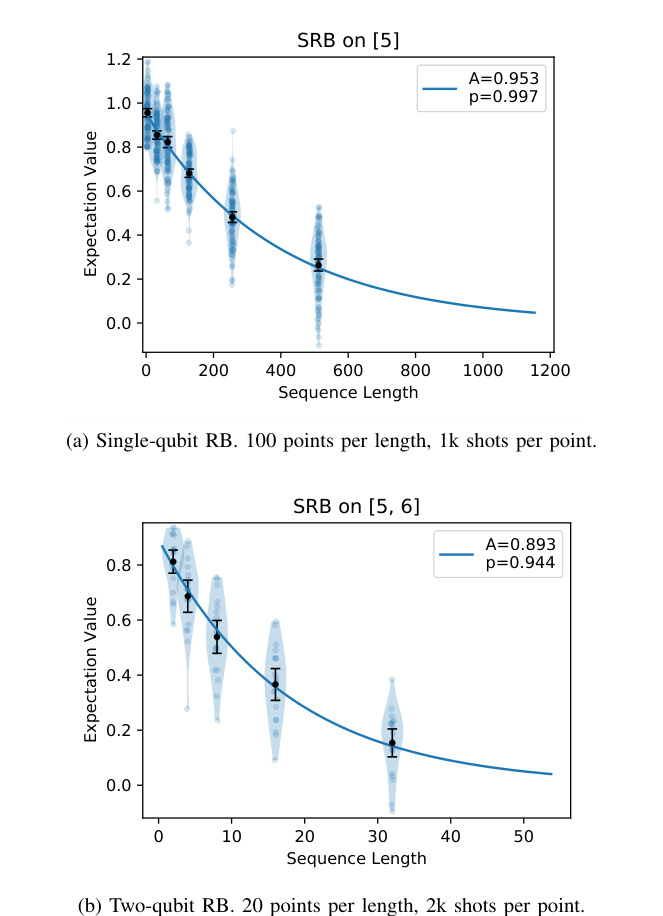 SRB on [5]
A=0.953
p=0.997
Expectation Value
1.2
1.0
0.8
0.6
0.4
0.2
0.0
0 200 400 600 800 1000 1200
Sequence Length
(a) Single-qubit RB. 100 points per length, 1k shots per point.
SRB on [5, 6]
A=0.893
p=0.944
Expectation Value
0.8
0.6
0.4
0.2
0.0
0 10 20 30 40 50
Sequence Length
(b) Two-qubit RB. 20 points per length, 2k shots per point.